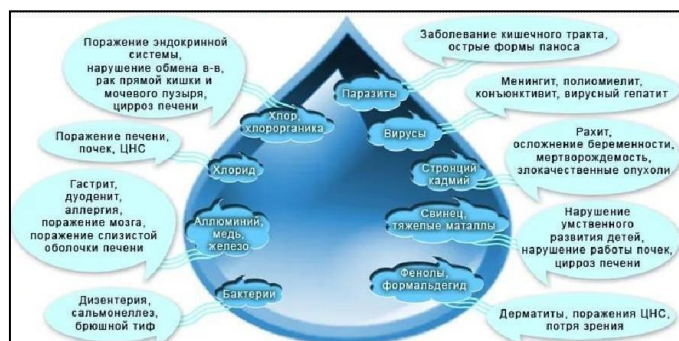 Поражение эндокринной
системы,
нарушение обмена в-в,
рак прямой кишки и
мочевого пузыря,
цирроз печени
Хлор,
хлорорганика
Поражение печени,
почек, ЦНС
Хлорид
Гастрит,
дуоденит,
аллергия,
поражение мозга,
поражение слизистой
оболочки печени
Аллюминий,
медь,
железо
Дизентерия,
сальмонеллез,
брюшной тиф
Бактерии
Заболевание кишечного тракта,
острые формы паноса
Паразиты
Менингит, полиомиелит,
конъюнктивит, вирусный гепатит
Вирусы
Рахит,
осложнение беременности,
мертворождемость,
злокачественные опухоли
Стронций
кадмий
Нарушение
умственного
развития детей,
нарушение работы почек,
цирроз печени
Свинец,
тяжелые маталлы
Дерматиты, поражения ЦНС,
потря зрения
Фенолы,
формальдегид